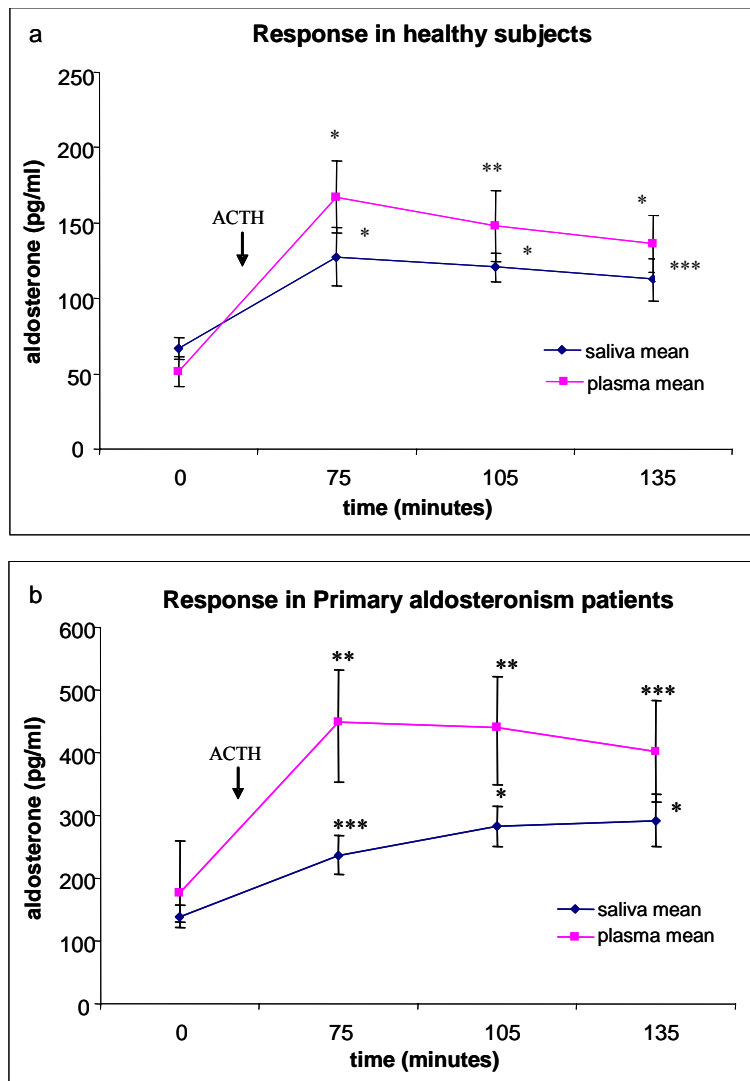 a
Response in healthy subjects
250
200
150
100
50
0
aldosterone (pg/ml)
*
**
*
*
*
***
ACTH
saliva mean
plasma mean
0 75 105 135
time (minutes)
b
Response in Primary aldosteronism patients
600
500
400
300
200
100
0
aldosterone (pg/ml)
**
**
***
***
*
*
ACTH
saliva mean
plasma mean
0 75 105 135
time (minutes)